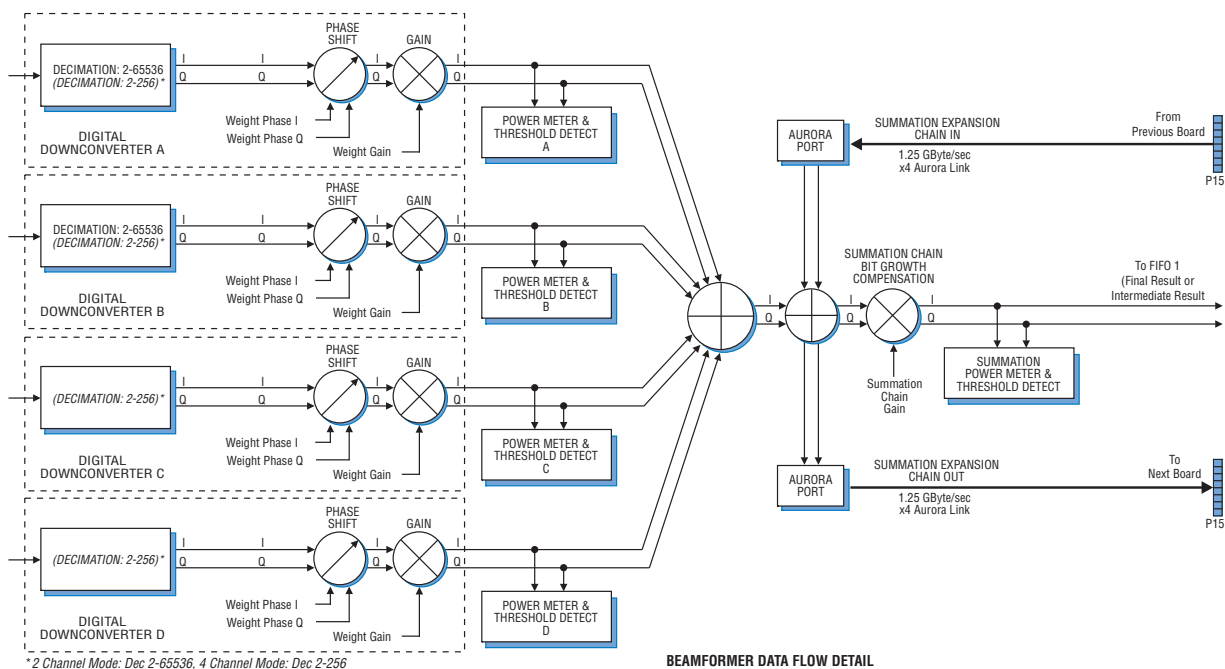 PHASE
SHIFT
GAIN
DECIMATION: 2-65536
(DECIMATION: 2-256)*
I
Q
I
Q
I
Q
I
Q
Weight Phase I
Weight Phase Q
Weight Gain
DIGITAL
DOWNCONVERTER A
POWER METER &
THRESHOLD DETECT
A
PHASE
SHIFT
GAIN
DECIMATION: 2-65536
(DECIMATION: 2-256)*
I
Q
I
Q
I
Q
I
Q
Weight Phase I
Weight Phase Q
Weight Gain
DIGITAL
DOWNCONVERTER B
POWER METER &
THRESHOLD DETECT
B
PHASE
SHIFT
GAIN
(DECIMATION: 2-256)*
I
Q
I
Q
I
Q
I
Q
Weight Phase I
Weight Phase Q
Weight Gain
DIGITAL
DOWNCONVERTER C
POWER METER &
THRESHOLD DETECT
C
PHASE
SHIFT
GAIN
(DECIMATION: 2-256)*
I
Q
I
Q
I
Q
I
Q
Weight Phase I
Weight Phase Q
Weight Gain
DIGITAL
DOWNCONVERTER D
POWER METER &
THRESHOLD DETECT
D
AURORA
PORT
SUMMATION EXPANSION
CHAIN IN
1.25 GByte/sec
x4 Aurora Link
From
Previous Board
P15
I
Q
I
Q
SUMMATION CHAIN
BIT GROWTH
COMPENSATION
I
Q
Summation
Chain
Gain
To FIFO 1
(Final Result or
Intermediate Result
SUMMATION
POWER METER &
THRESHOLD DETECT
AURORA
PORT
SUMMATION EXPANSION
CHAIN OUT
1.25 GByte/sec
x4 Aurora Link
To
Next Board
P15
*2 Channel Mode: Dec 2-65536, 4 Channel Mode: Dec 2-256
BEAMFORMER DATA FLOW DETAIL